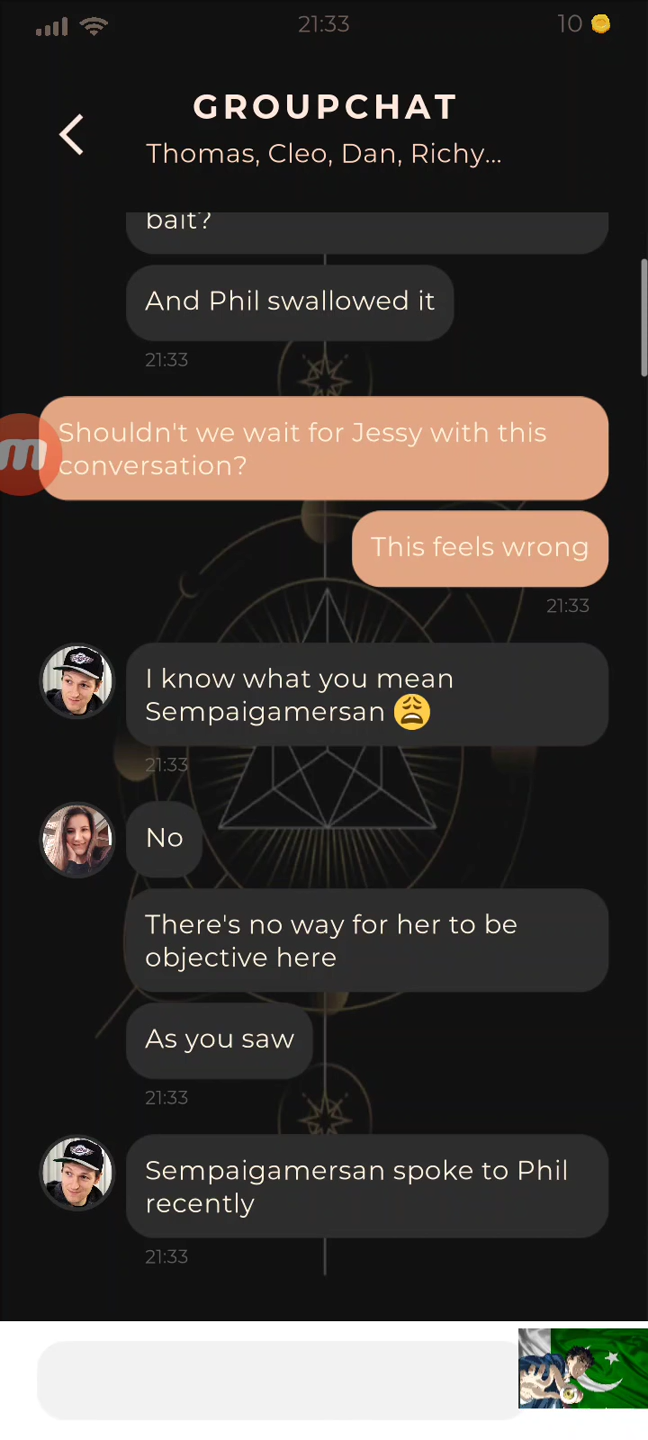 21:33
10
GROUPCHAT
Thomas, Cleo, Dan, Richy...
bait?
And Phil swallowed it
21:33
Shouldn't we wait for Jessy with this
conversation?
This feels wrong
21:33
I know what you mean
Sempaigamersan 😩
21:33
No
There's no way for her to be
objective here
As you saw
21:33
Sempaigamersan spoke to Phil
recently
21:33